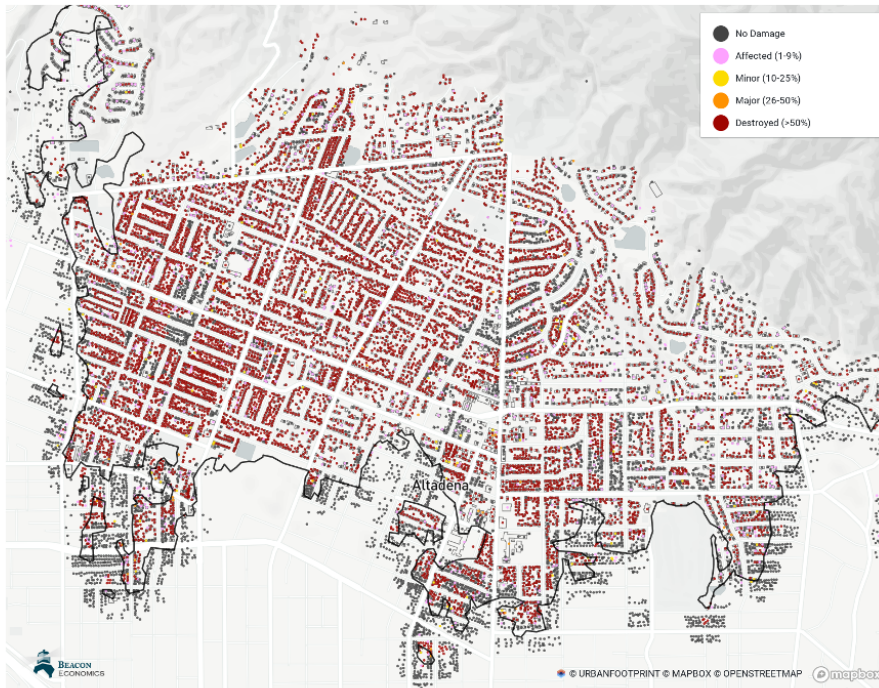 No Damage
Affected (1-9%)
Minor (10-25%)
Major (26-50%)
Destroyed (>50%)
Altadena
BEACON
ECONOMICS
© URBANFOOTPRINT © MAPBOX © OPENSTREETMAP
mapbox